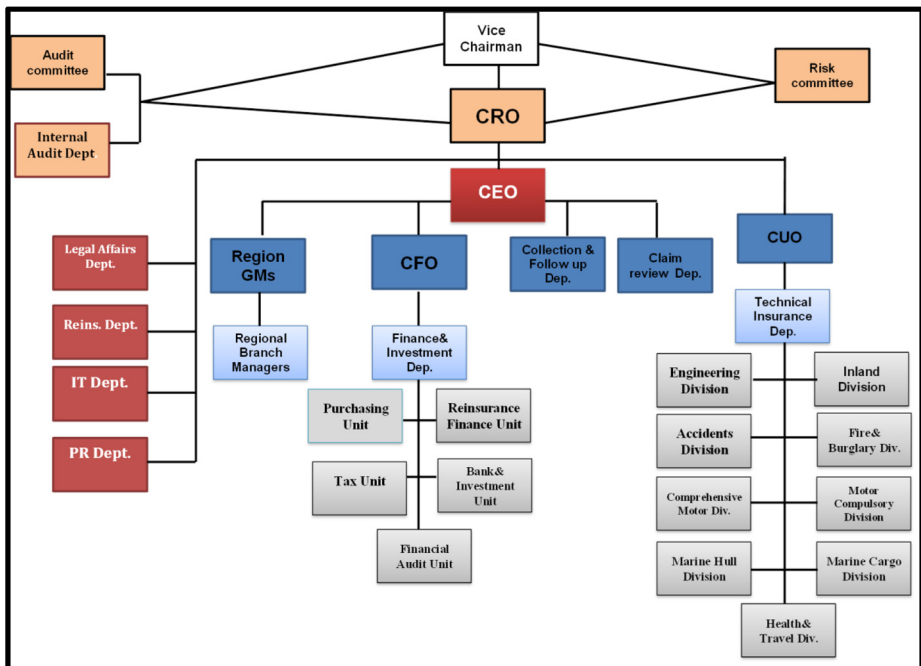 Vice
Chairman
Audit
committee
Risk
committee
CRO
Internal
Audit Dept
CEO
Legal Affairs
Dept.
Region
GMs
CFO
Collection &
Follow up
Dep.
Claim
review Dep.
CUO
Reins. Dept.
Regional
Branch
Managers
Finance&
Investment
Dep.
Technical
Insurance
Dep.
IT Dept.
Engineering
Division
Inland
Division
Purchasing
Unit
Reinsurance
Finance Unit
PR Dept.
Accidents
Division
Fire&
Burglary Div.
Tax Unit
Bank&
Investment
Unit
Comprehensive
Motor Div.
Motor
Compulsory
Division
Financial
Audit Unit
Marine Hull
Division
Marine Cargo
Division
Health&
Travel Div.